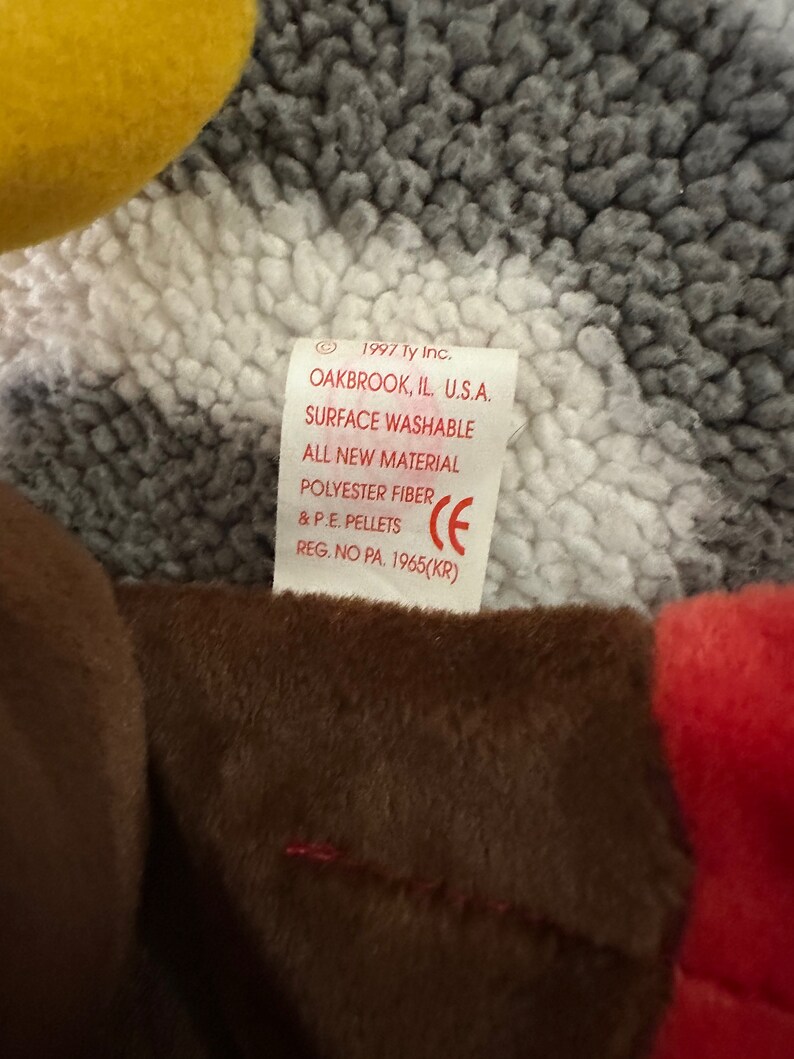 © 1997 Ty Inc.
OAKBROOK, IL. U.S.A.
SURFACE WASHABLE
ALL NEW MATERIAL
POLYESTER FIBER
& P.E. PELLETS CE
REG. NO PA. 1965(KR)